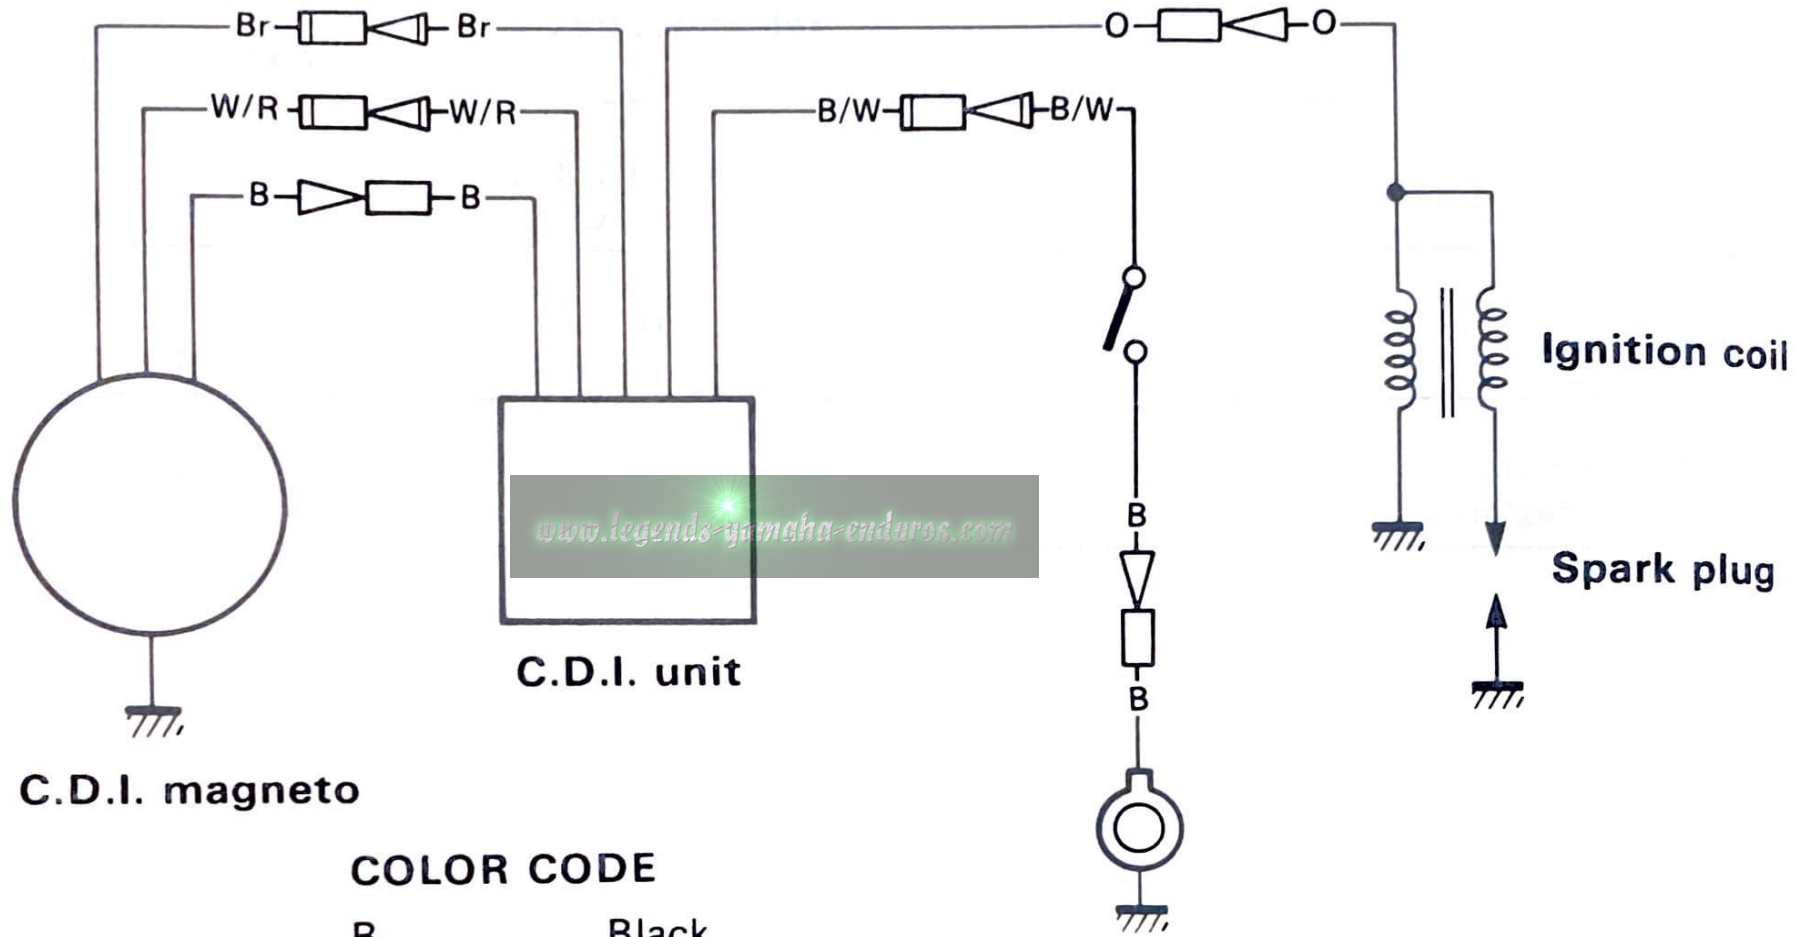 Br Br
O O
W/R W/R
B/W B/W
B B
Ignition coil
B
www.legends-yamaha-enduros.com
Spark plug
C.D.I. unit
B
C.D.I. magneto
COLOR CODE
B Black